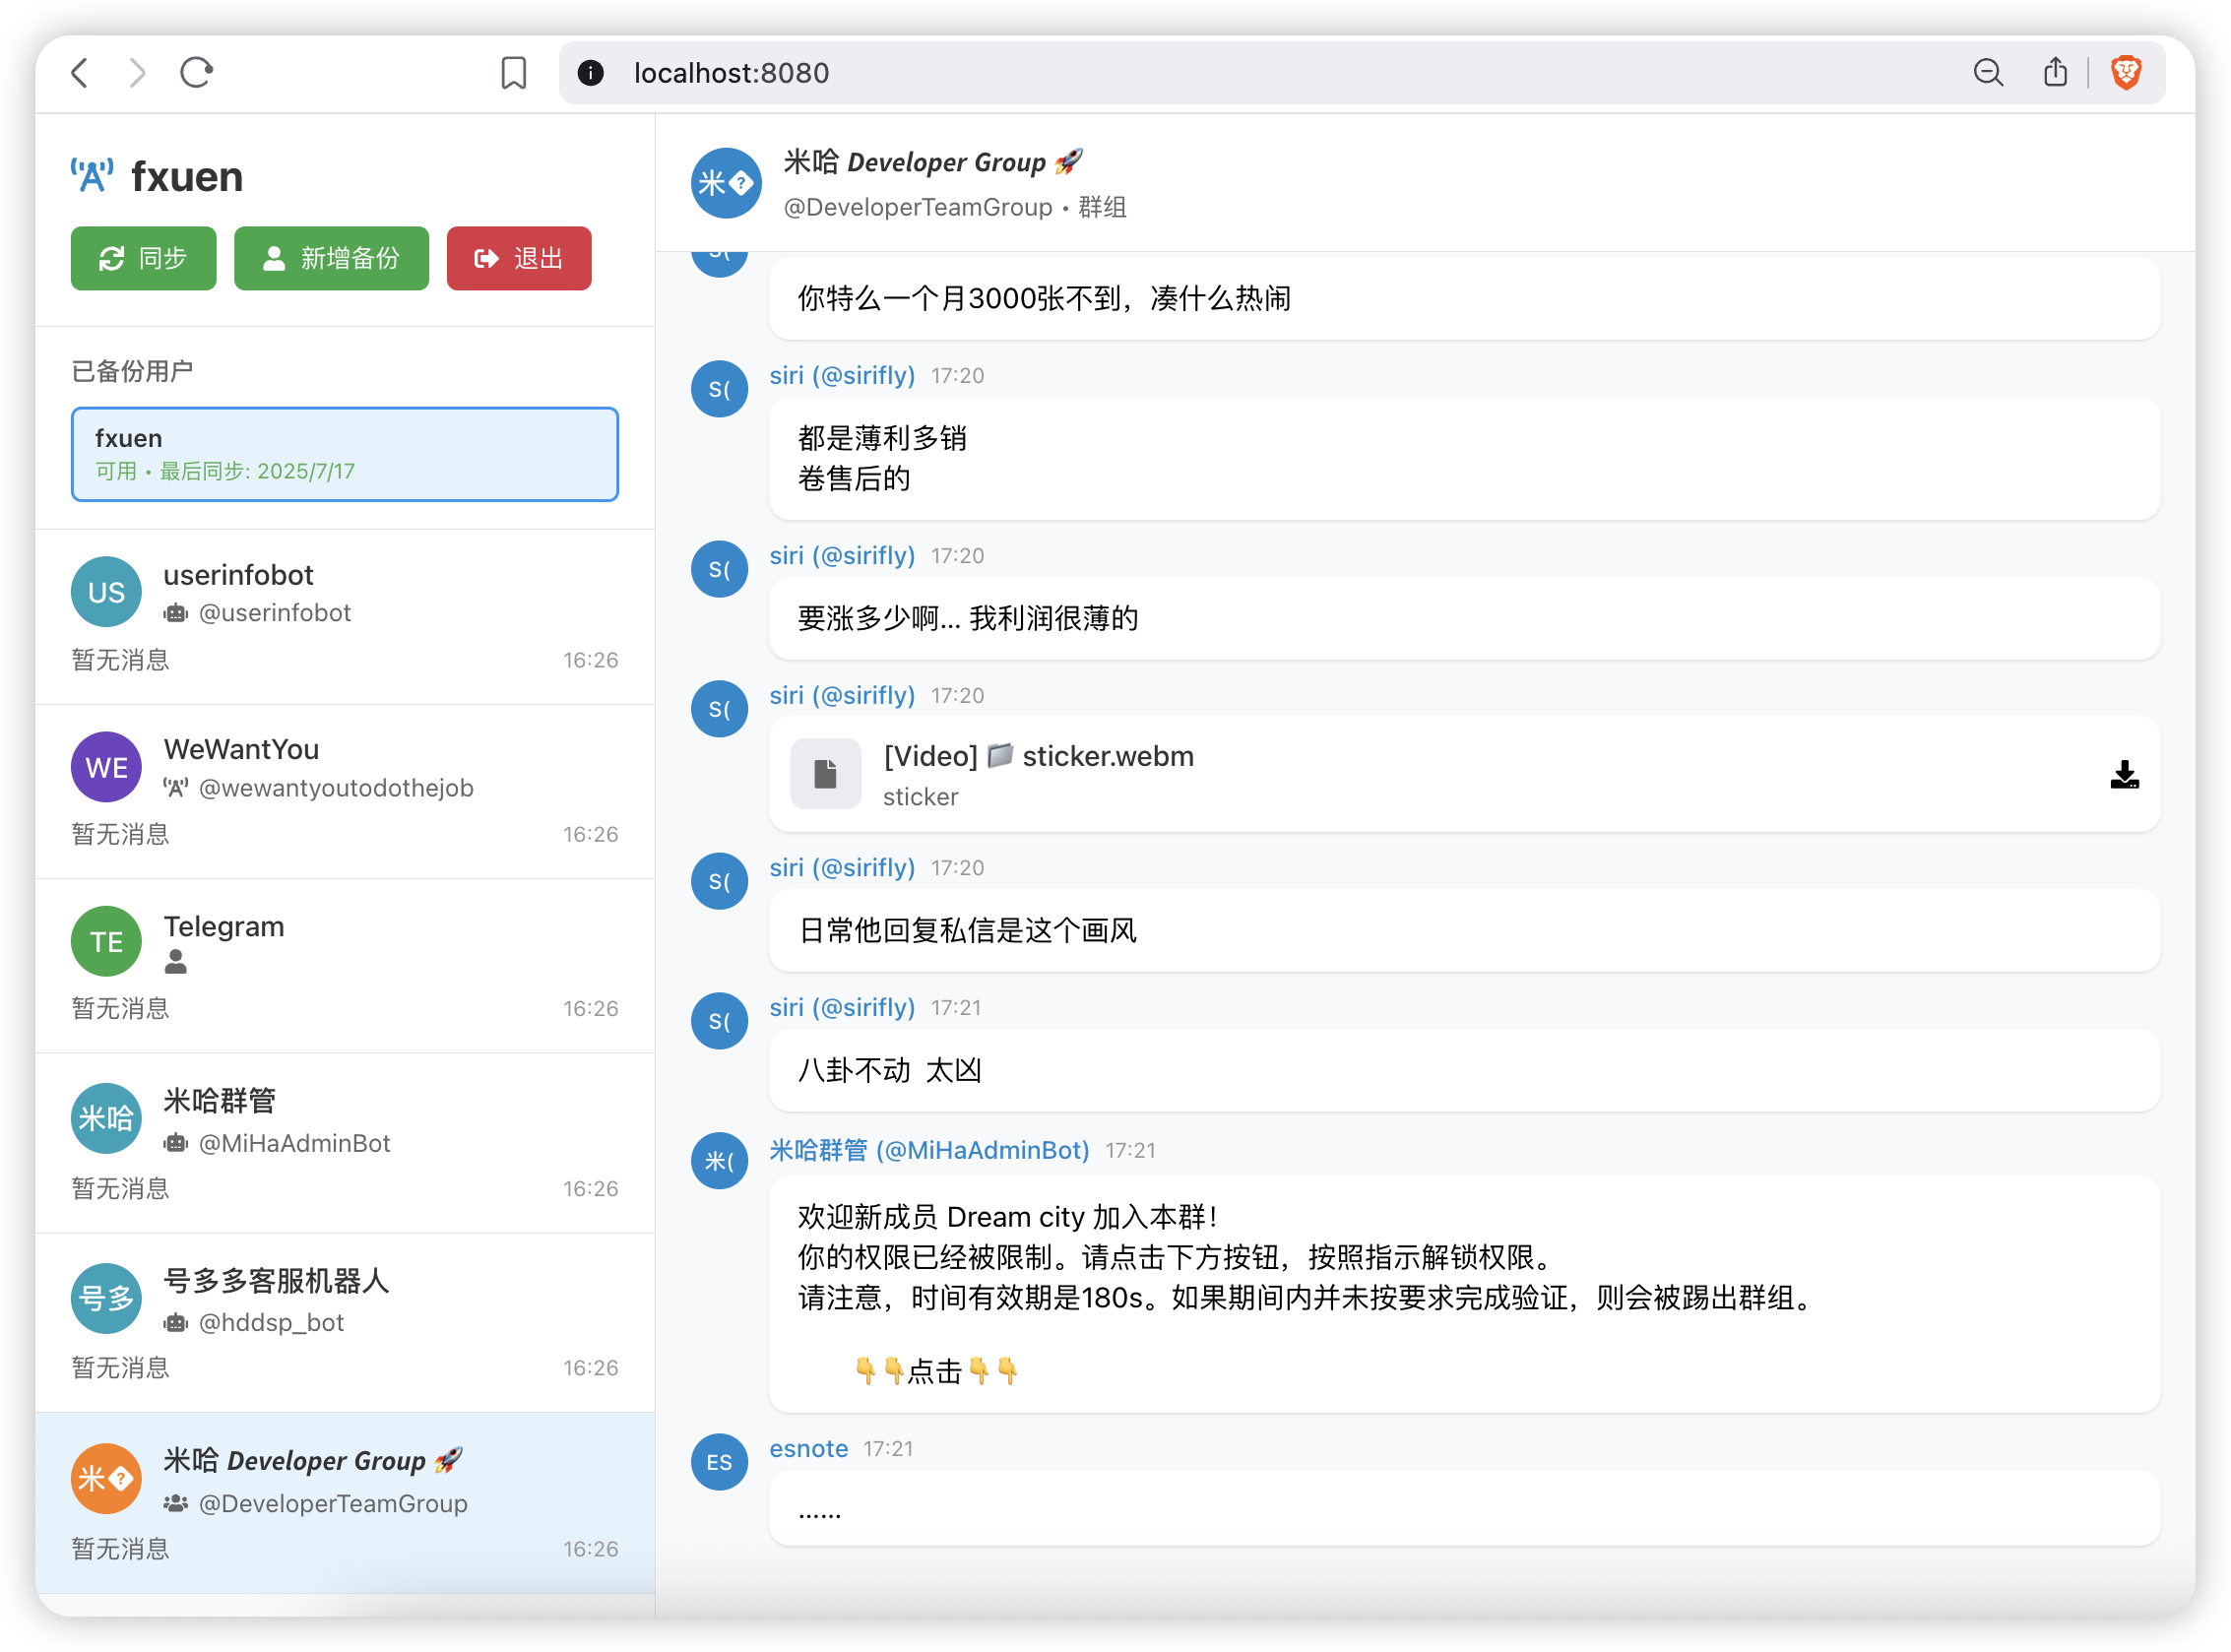 localhost:8080
fxuen
同步
新增备份
退出
已备份用户
fxuen
可用 • 最后同步: 2025/7/17
US
userinfobot
@userinfobot
暂无消息
16:26
WE
WeWantYou
@wewantyoutodothejob
暂无消息
16:26
TE
Telegram
暂无消息
16:26
米哈
米哈群管
@MiHaAdminBot
暂无消息
16:26
号多
号多多客服机器人
@hddsp_bot
暂无消息
16:26
米�
米哈 Developer Group 🚀
@DeveloperTeamGroup
暂无消息
16:26
米�
米哈 Developer Group 🚀
@DeveloperTeamGroup • 群组
S(
你特么一个月3000张不到，凑什么热闹
S(
siri (@sirifly) 17:20
都是薄利多销
卷售后的
S(
siri (@sirifly) 17:20
要涨多少啊... 我利润很薄的
S(
siri (@sirifly) 17:20
[Video] 📁 sticker.webm
sticker
S(
siri (@sirifly) 17:20
日常他回复私信是这个画风
S(
siri (@sirifly) 17:21
八卦不动 太凶
米(
米哈群管 (@MiHaAdminBot) 17:21
欢迎新成员 Dream city 加入本群！
你的权限已经被限制。请点击下方按钮，按照指示解锁权限。
请注意，时间有效期是180s。如果期间内并未按要求完成验证，则会被踢出群组。
👇👇点击👇👇
ES
esnote 17:21
......